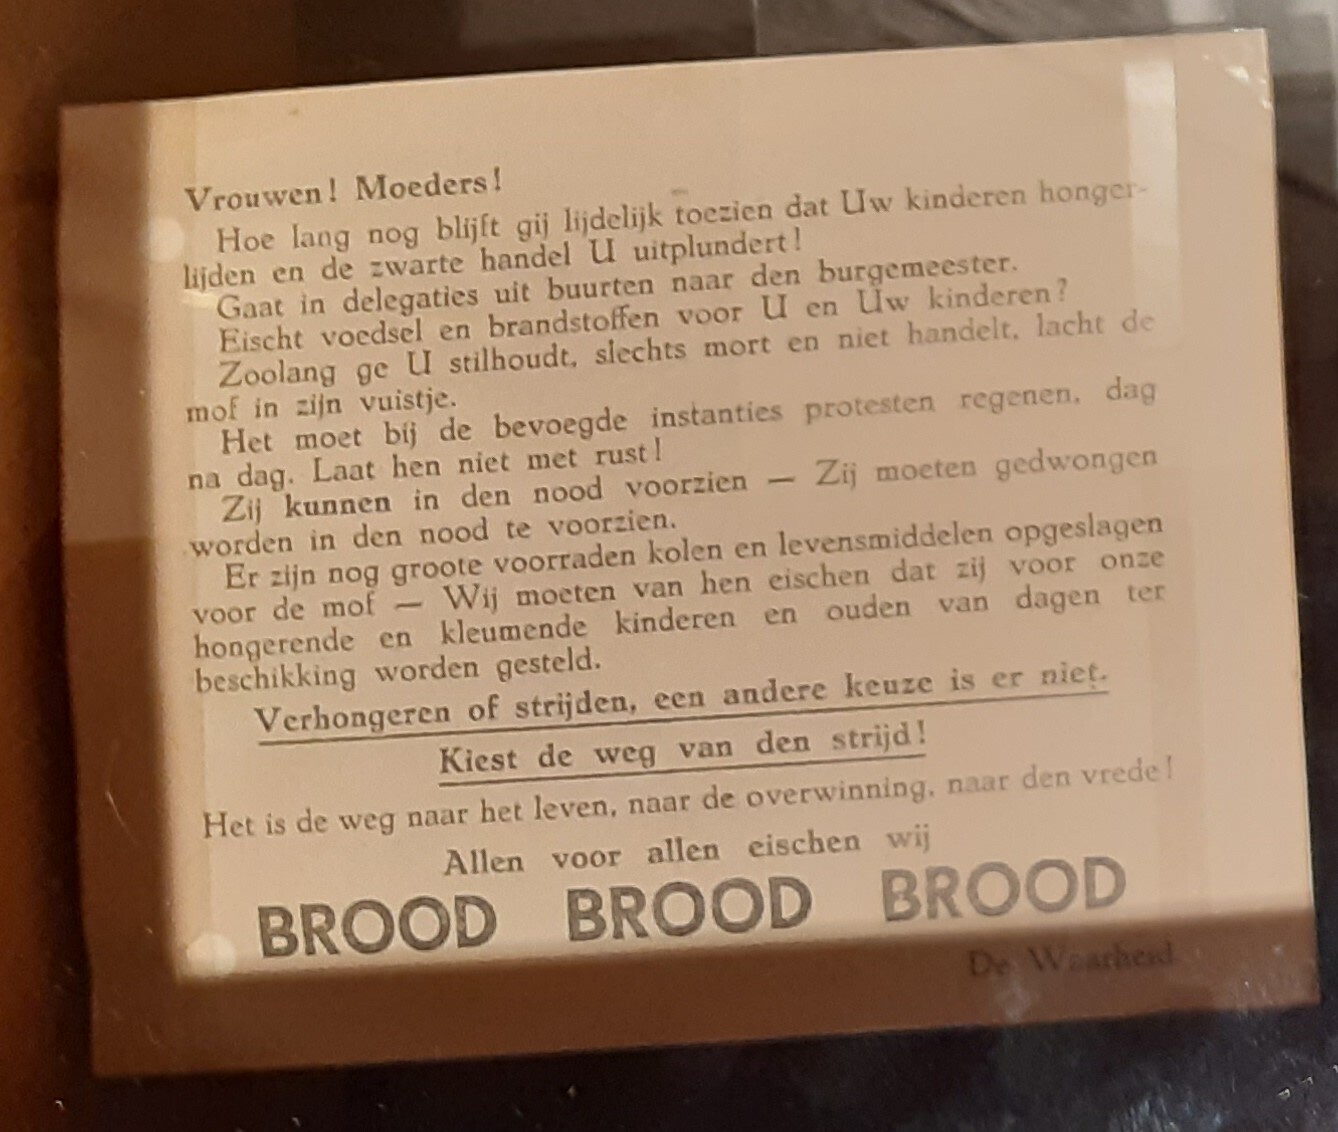 Vrouwen! Moeders!
Hoe lang nog blijft gij lijdelijk toezien dat Uw kinderen honger-
lijden en de zwarte handel U uitplundert!
Gaat in delegaties uit buurten naar den burgemeester.
Eischt voedsel en brandstoffen voor U en Uw kinderen?
Zoolang ge U stilhoudt, slechts mort en niet handelt, lacht de
mof in zijn vuistje.
Het moet bij de bevoegde instanties protesten regenen, dag
na dag. Laat hen niet met rust!
Zij kunnen in den nood voorzien — Zij moeten gedwongen
worden in den nood te voorzien.
Er zijn nog groote voorraden kolen en levensmiddelen opgeslagen
voor de mof — Wij moeten van hen eischen dat zij voor onze
hongerende en kleumende kinderen en ouden van dagen ter
beschikking worden gesteld.
Verhongeren of strijden, een andere keuze is er niet.
Kiest de weg van den strijd!
Het is de weg naar het leven, naar de overwinning, naar den vrede!
Allen voor allen eischen wij
BROOD BROOD BROOD
De Waarheid